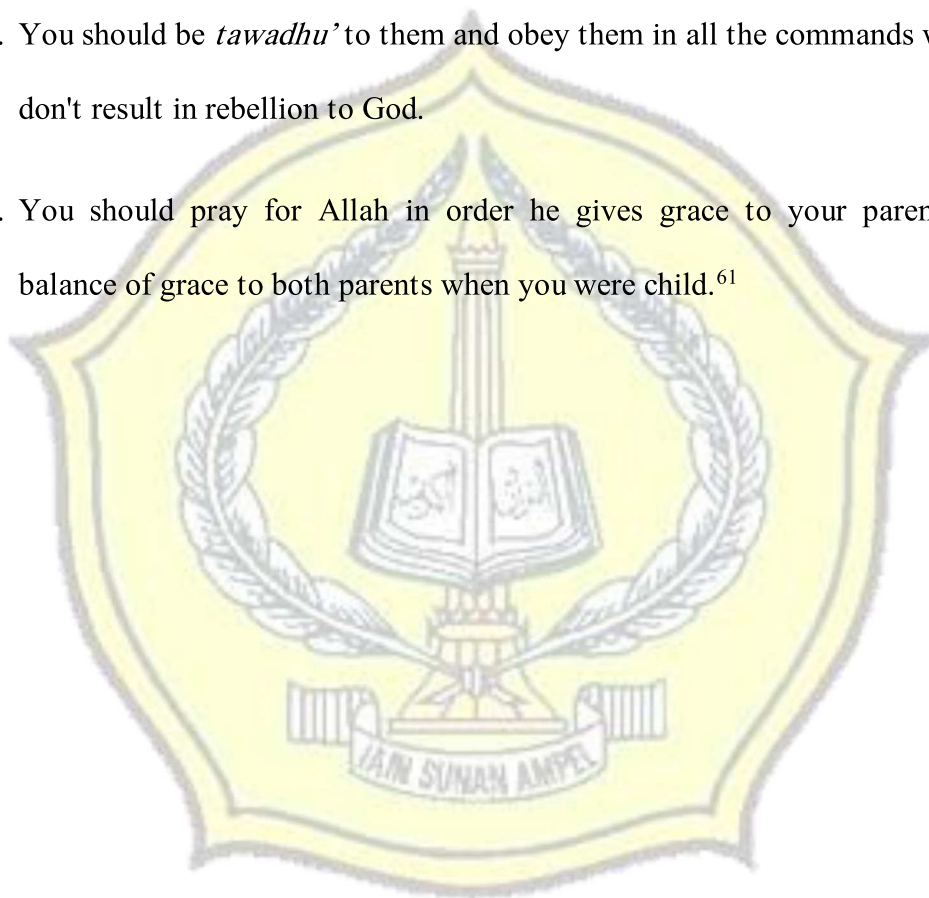 . You should be tawadhu’ to them and obey them in all the commands
don't result in rebellion to God.
. You should pray for Allah in order he gives grace to your
balance of grace to both parents when you were child.61
IAIN SUNAN AMPEL